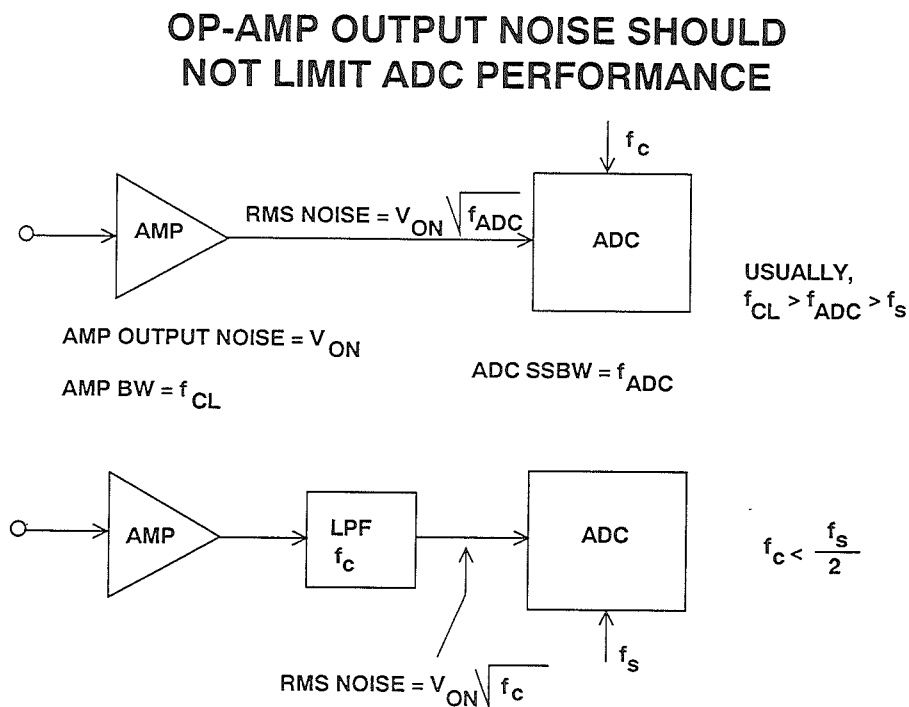 OP-AMP OUTPUT NOISE SHOULD
NOT LIMIT ADC PERFORMANCE
f_c
RMS NOISE = V_ON √f_ADC
AMP
ADC
USUALLY,
f_CL > f_ADC > f_s
AMP OUTPUT NOISE = V_ON
ADC SSBW = f_ADC
AMP BW = f_CL
AMP
LPF
f_c
ADC
f_c < f_s/2
f_s
RMS NOISE = V_ON √f_c